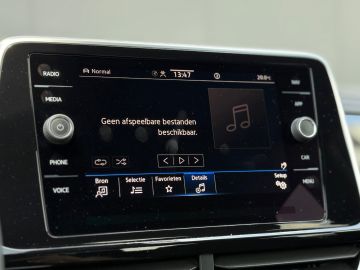 RADIO
MEDIA
PHONE
VOICE
Normal
13:47
20.0°C
NAV
APP
CAR
MENU
Geen afspeelbare bestanden
beschikbaar.
Bron
Selectie
Favorieten
Details
Setup